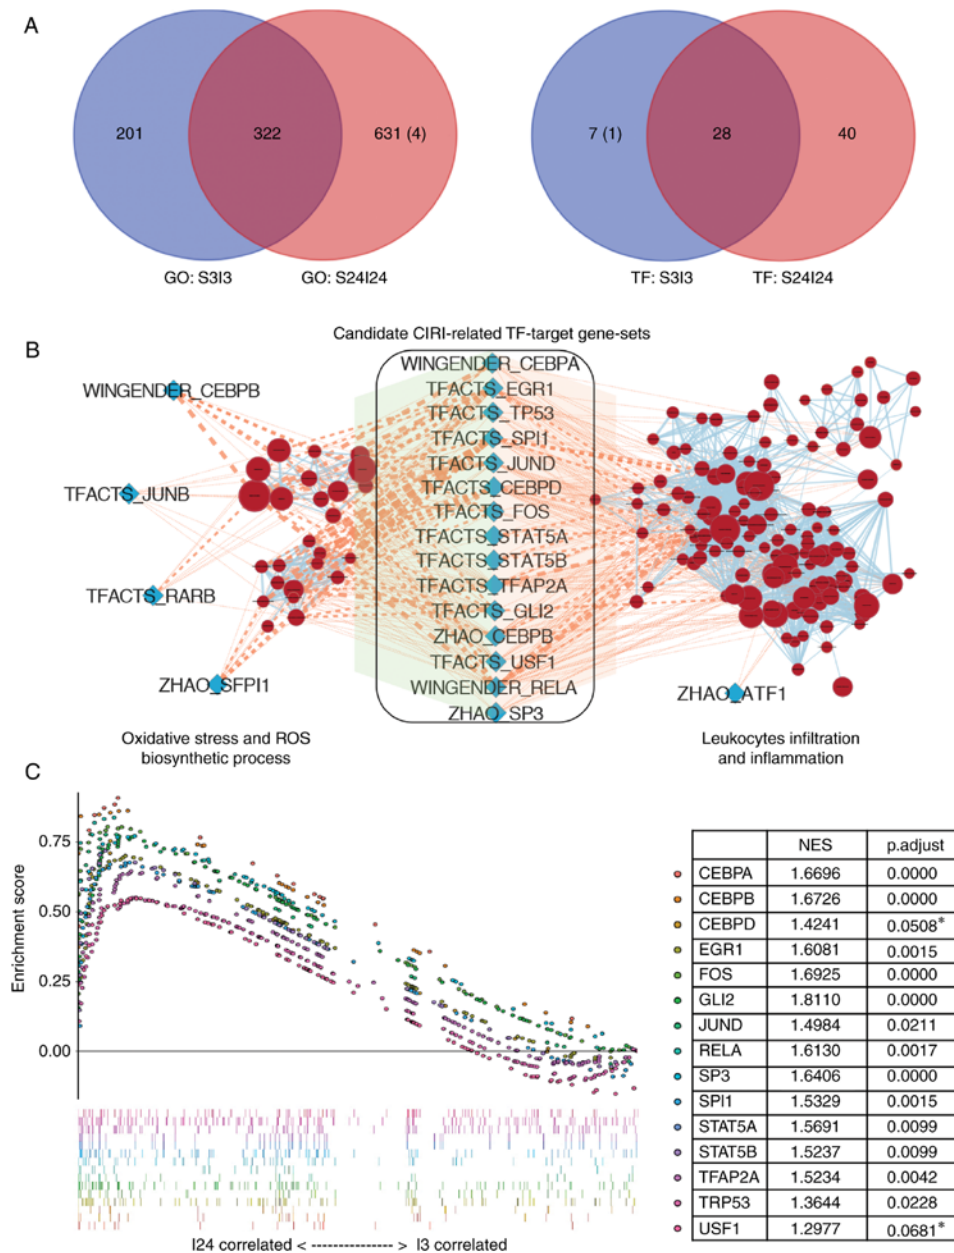 A
201 322 631 (4)
7 (1) 28 40
GO: S3I3 GO: S24I24
TF: S3I3 TF: S24I24
Candidate CIRI-related TF-target gene-sets
B
WINGENDER_CEBPB
TFACTS_JUNB
TFACTS_RARB
ZHAO_SFPI1
WINGENDER_CEBPA
TFACTS_EGR1
TFACTS_TP53
TFACTS_SPI1
TFACTS_JUND
TFACTS_CEBPD
TFACTS_FOS
TFACTS_STAT5A
TFACTS_STAT5B
TFACTS_TFAP2A
TFACTS_GLI2
ZHAO_CEBPB
TFACTS_USF1
WINGENDER_RELA
ZHAO_SP3
ZHAO_ATF1
Oxidative stress and ROS
biosynthetic process
Leukocytes infiltration
and inflammation
C
Enrichment score
0.75
0.50
0.25
0.00
I24 correlated < --------------- > I3 correlated
NES p.adjust
CEBPA 1.6696 0.0000
CEBPB 1.6726 0.0000
CEBPD 1.4241 0.0508*
EGR1 1.6081 0.0015
FOS 1.6925 0.0000
GLI2 1.8110 0.0000
JUND 1.4984 0.0211
RELA 1.6130 0.0017
SP3 1.6406 0.0000
SPI1 1.5329 0.0015
STAT5A 1.5691 0.0099
STAT5B 1.5237 0.0099
TFAP2A 1.5234 0.0042
TRP53 1.3644 0.0228
USF1 1.2977 0.0681*